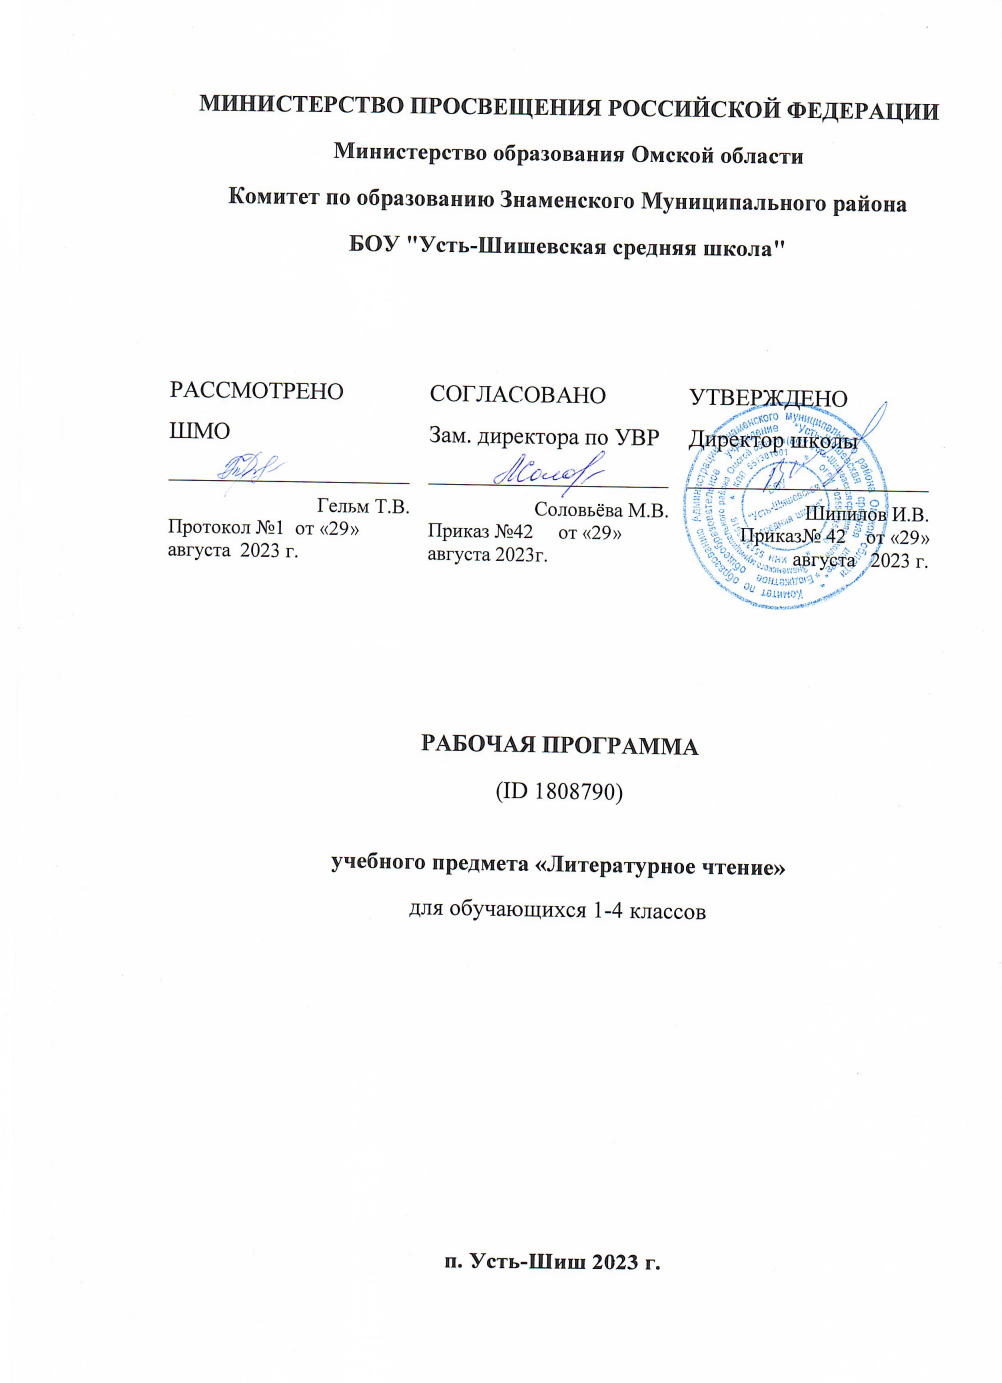 МИНИСТЕРСТВО ПРОСВЕЩЕНИЯ РОССИЙСКОЙ ФЕДЕРАЦИИ
Министерство образования Омской области
Комитет по образованию Знаменского Муниципального района
БОУ "Усть-Шишевская средняя школа"
РАССМОТРЕНО
ШМО
Гельм Т.В.
Протокол №1 от «29»
августа 2023 г.
СОГЛАСОВАНО
Зам. директора по УВР
Соловьёва М.В.
Приказ №42 от «29»
августа 2023г.
УТВЕРЖДЕНО
Директор школы
Шипилов И.В.
Приказ№ 42 от «29»
августа 2023 г.
РАБОЧАЯ ПРОГРАММА
(ID 1808790)
учебного предмета «Литературное чтение»
для обучающихся 1-4 классов
п. Усть-Шиш 2023 г.